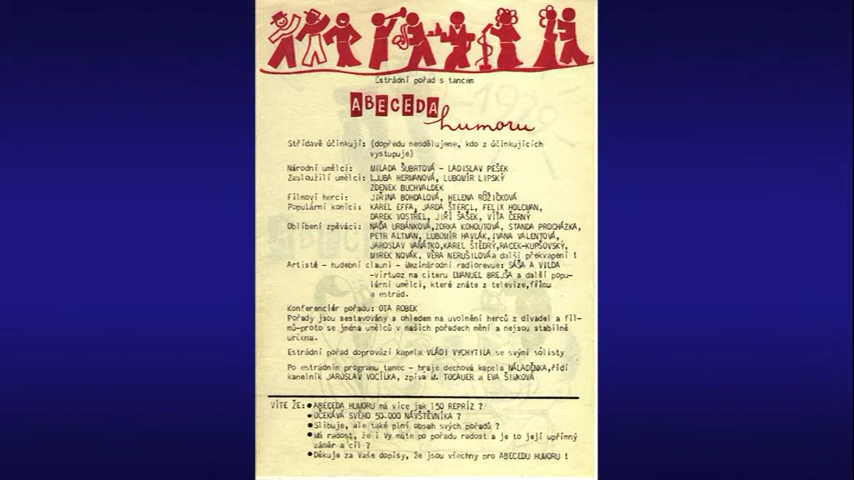 Estrádní pořad s tancem
ABECEDA
humoru
Střídavě účinkují: (dopředu nesdělujeme, kdo z účinkujících
vystupuje)
Národní umělci: MILADA ŠUBRTOVÁ - LADISLAV PEŠEK
Zasloužilí umělci: LJUBA HERMANOVÁ, LUBOMÍR LIPSKÝ
ZDENEK BUCHVALDEK
Filmoví herci: JIŘINA BOHDALOVÁ, HELENA RŮŽIČKOVÁ
Populární komici: KAREL EFFA, JARDA ŠTERCL, FELIX HOLCMAN,
DAREK VOSTŘEL, JIŘÍ ŠAŠEK, VÍŤA ČERNÝ
Oblíbení zpěváci: NAĎA URBÁNKOVÁ, ZORKA KOHOUTOVÁ, STANDA PROCHÁZKA,
PETR ALTMAN, LUBOMÍR HAVLÁK, IVANA VALENTOVÁ,
JAROSLAV VAŇÁTKO, KAREL ŠTĚDRÝ, RACEK-KUPŠOVSKÝ,
MIREK NOVÁK, VĚRA NERUŠILOVÁ a další překvapení !
Artisté - hudební clauni - mezinárodní radiorevue: SÁŠA A VILDA
-virtuoz na citeru EMANUEL BREJŠA a další popu-
lární umělci, které znáte z televize, filmu
a estrád.
Konferenciér pořadu: OTA ROBEK
Pořady jsou sestavovány s ohledem na uvolnění herců z divadel a fil-
mů-proto se jména umělců v našich pořadech mění a nejsou stabilně
určena.
Estrádní pořad doprovází kapela VLÁDI VYCHYTILA se svými sólisty
Po estrádním programu tanec - hraje dechová kapela NÁLADĚNKA, řídí
kapelník JAROSLAV VOCÍLKA, zpívá M. TOCAUER a EVA
VÍTE ŽE: ● ABECEDA HUMORU má více jak 150 REPRÍZ ?
● OČEKÁVÁ SVÉHO 50.000 NÁVŠTĚVNÍKA ?
● Slibuje, ale také plní obsah svých pořadů ?
● Má radost, že i Vy máte po pořadu radost a je to její upřímný
záměr a cíl ?
● Děkuje za Vaše dopisy, že jsou všechny pro ABECEDU HUMORU !